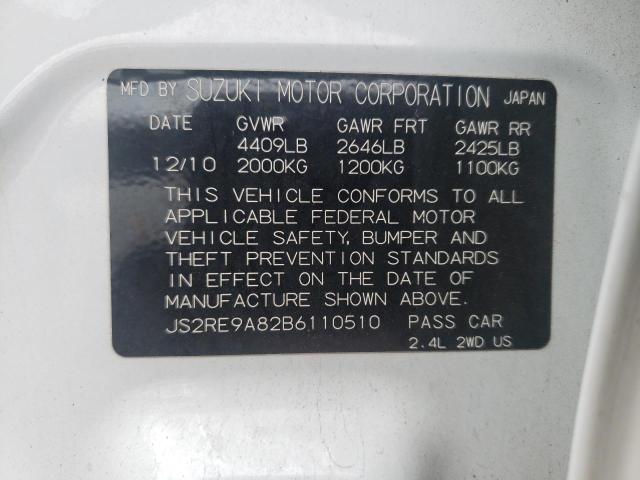 MFD BY SUZUKI MOTOR CORPORATION JAPAN
DATE GVWR GAWR FRT GAWR RR
4409LB 2646LB 2425LB
12/10 2000KG 1200KG 1100KG
THIS VEHICLE CONFORMS TO ALL
APPLICABLE FEDERAL MOTOR
VEHICLE SAFETY, BUMPER AND
THEFT PREVENTION STANDARDS
IN EFFECT ON THE DATE OF
MANUFACTURE SHOWN ABOVE.
JS2RE9A82B6110510 PASS CAR
2.4L 2WD US